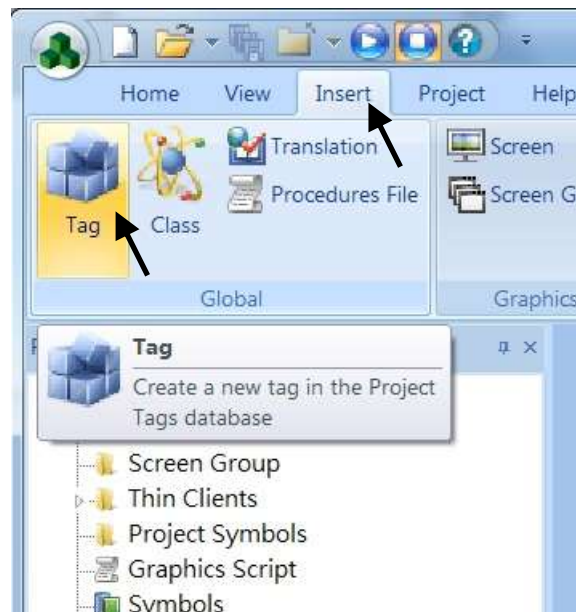 Home View Insert Project Help
Tag
Class
Translation
Procedures File
Screen
Screen G
Global
Graphics
Tag
Create a new tag in the Project
Tags database
Screen Group
Thin Clients
Project Symbols
Graphics Script
Symbols